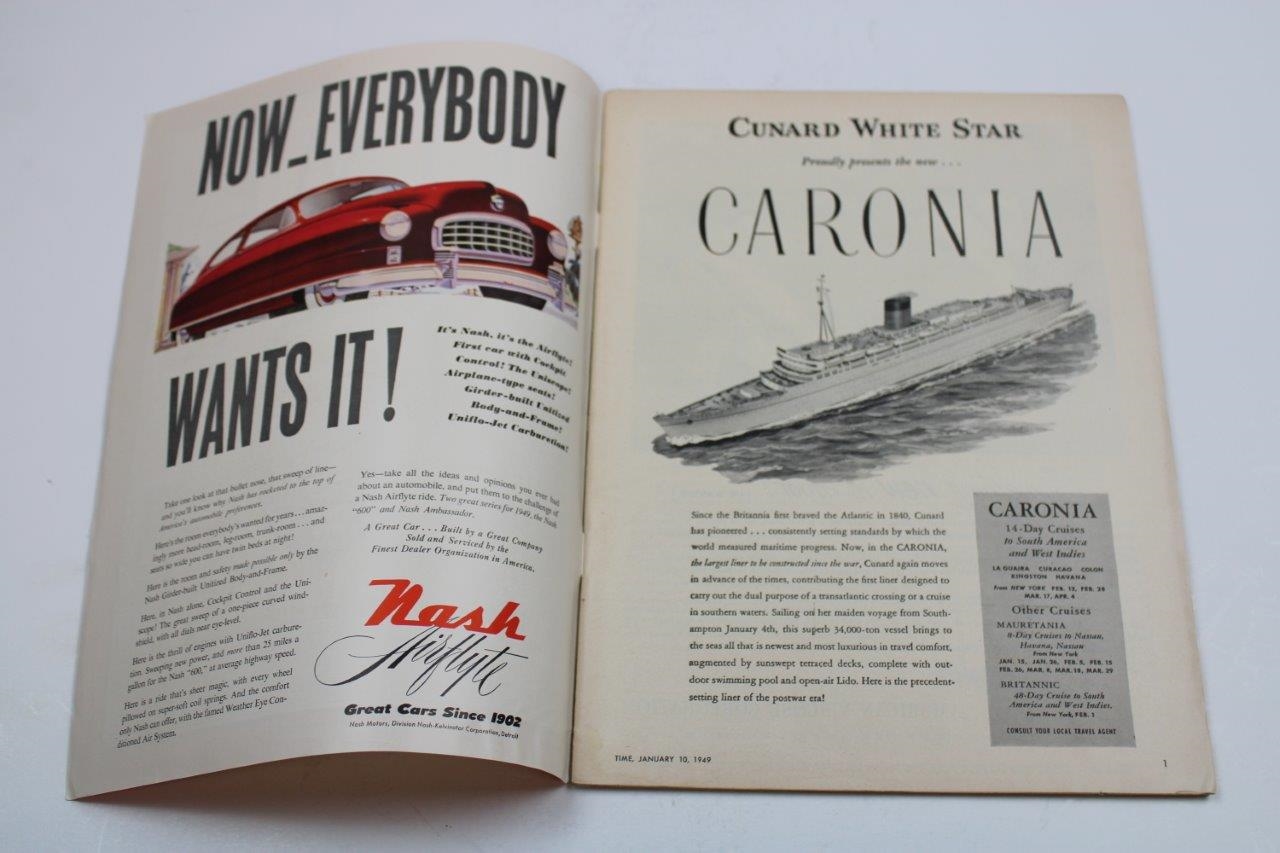 NOW_EVERYBODY
WANTS IT!
It's Nash, it's the Airflyte!
First car with Cockpit
Control! The Uniscope!
Airplane-type seats!
Girder-built Unitized
Body-and-Frame!
Uniflo-Jet Carburetion!
Take one look at that bullet nose, that sweep of line—
and you'll know why Nash has rocketed to the top of
America's automobile preferences.
Here's the room everybody's wanted for years . . . amaz-
ingly more head-room, leg-room, trunk-room . . . and
seats so wide you can have twin beds at night!
Here is the room and safety made possible only by the
Nash Girder-built Unitized Body-and-Frame.
Here, in Nash alone, Cockpit Control and the Uni-
scope! The great sweep of a one-piece curved wind-
shield, with all dials near eye-level.
Here is the thrill of engines with Uniflo-Jet carbure-
tion. Sweeping new power, and more than 25 miles a
gallon for the Nash "600," at average highway speed.
Here is a ride that's sheer magic, with every wheel
pillowed on super-soft coil springs. And the comfort
only Nash can offer, with the famed Weather Eye Con-
ditioned Air System.
Yes—take all the ideas and opinions you ever had
about an automobile, and put them to the challenge of
a Nash Airflyte ride. Two great series for 1949, the Nash
"600" and Nash Ambassador.
A Great Car . . . Built by a Great Company
Sold and Serviced by the
Finest Dealer Organization in America.
Nash
Airflyte
Great Cars Since 1902
Nash Motors, Division Nash-Kelvinator Corporation, Detroit
CUNARD WHITE STAR
Proudly presents the new . . .
CARONIA
Since the Britannia first braved the Atlantic in 1840, Cunard
has pioneered . . . consistently setting standards by which the
world measured maritime progress. Now, in the CARONIA,
the largest liner to be constructed since the war, Cunard again moves
in advance of the times, contributing the first liner designed to
carry out the dual purpose of a transatlantic crossing or a cruise
in southern waters. Sailing on her maiden voyage from South-
ampton January 4th, this superb 34,000-ton vessel brings to
the seas all that is newest and most luxurious in travel comfort,
augmented by sunswept terraced decks, complete with out-
door swimming pool and open-air Lido. Here is the precedent-
setting liner of the postwar era!
CARONIA
14-Day Cruises
to South America
and West Indies
LA GUAIRA CURACAO COLON
KINGSTON HAVANA
From NEW YORK FEB. 12, FEB. 28
MAR. 17, APR. 4
Other Cruises
MAURETANIA
8-Day Cruises to Nassau,
Havana, Nassau
From New York
JAN. 15, JAN. 26, FEB. 5, FEB. 15
FEB. 26, MAR. 8, MAR. 18, MAR. 29
BRITANNIC
48-Day Cruise to South
America and West Indies.
From New York, FEB. 1
CONSULT YOUR LOCAL TRAVEL AGENT
TIME, JANUARY 10, 1949
1